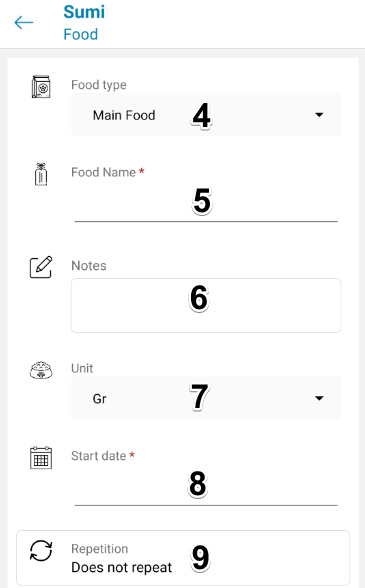 Sumi
Food
Food type
Main Food 4
Food Name *
5
Notes
6
Unit
Gr 7
Start date *
8
Repetition
Does not repeat 9